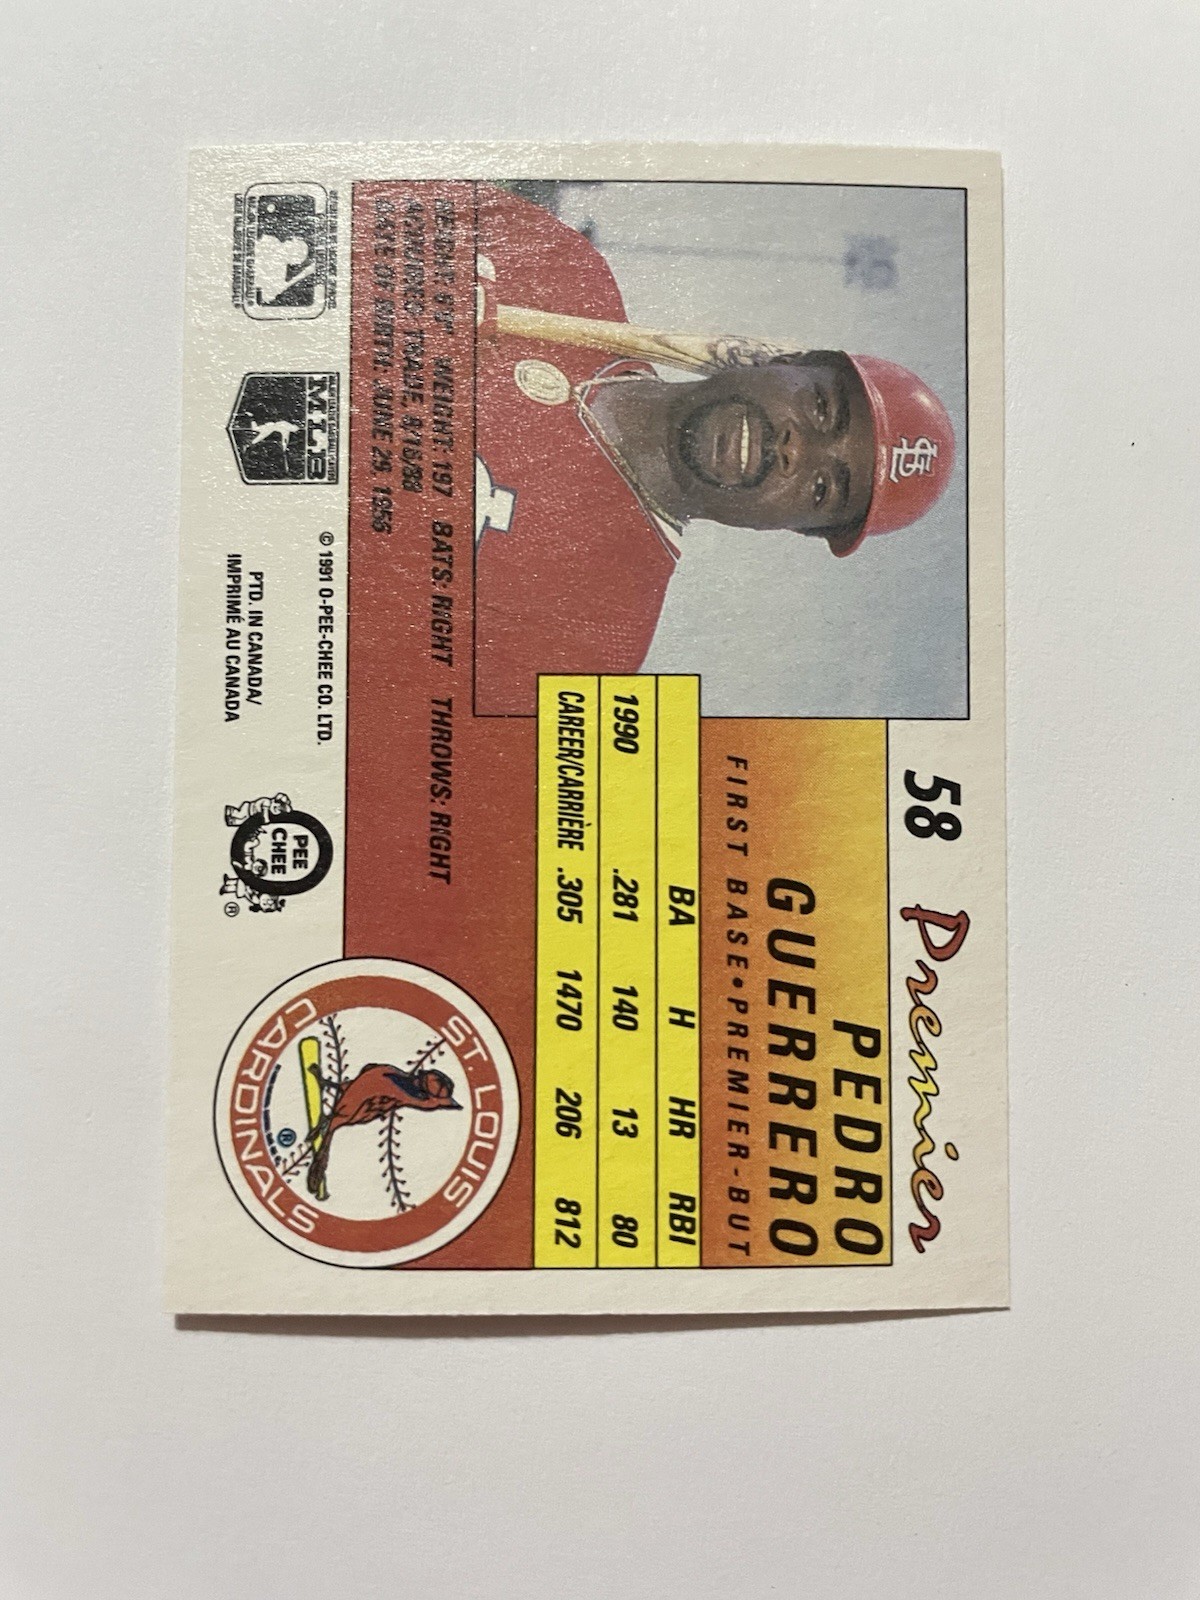 58 Premier
PEDRO
GUERRERO
FIRST BASE•PREMIER-BUT
BA H HR RBI
1990 .281 140 13 80
CAREER/CARRIÈRE .305 1470 206 812
HEIGHT: 6'0" WEIGHT: 197 BATS: RIGHT THROWS: RIGHT
ACQUIRED: TRADE, 8/16/88
DATE OF BIRTH: JUNE 29, 1956
ST. LOUIS
CARDINALS
®
MLB
© 1991 O-PEE-CHEE CO. LTD.
PTD. IN CANADA/
IMPRIMÉ AU CANADA
PEE
CHEE
®
StL